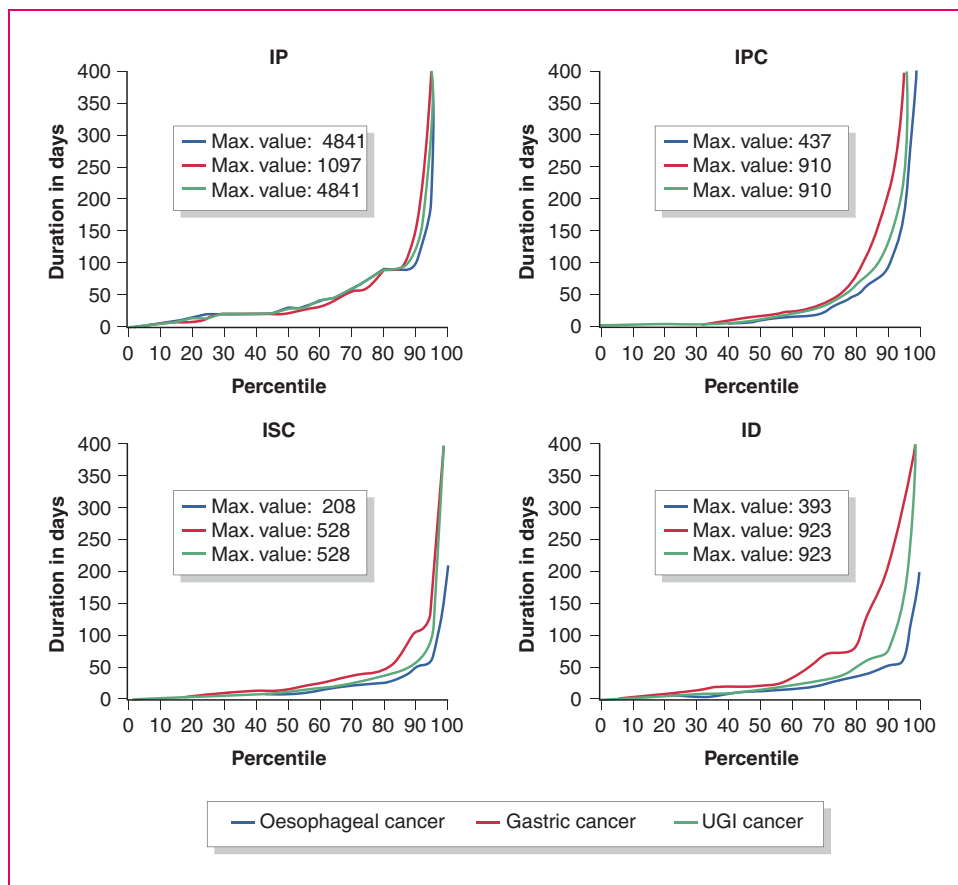 IP
Duration in days
400
350
300
250
200
150
100
50
0
Max. value: 4841
Max. value: 1097
Max. value: 4841
0 10 20 30 40 50 60 70 80 90 100
Percentile
IPC
Duration in days
400
350
300
250
200
150
100
50
0
Max. value: 437
Max. value: 910
Max. value: 910
0 10 20 30 40 50 60 70 80 90 100
Percentile
ISC
Duration in days
400
350
300
250
200
150
100
50
0
Max. value: 208
Max. value: 528
Max. value: 528
0 10 20 30 40 50 60 70 80 90 100
Percentile
ID
Duration in days
400
350
300
250
200
150
100
50
0
Max. value: 393
Max. value: 923
Max. value: 923
0 10 20 30 40 50 60 70 80 90 100
Percentile
Oesophageal cancer Gastric cancer UGI cancer